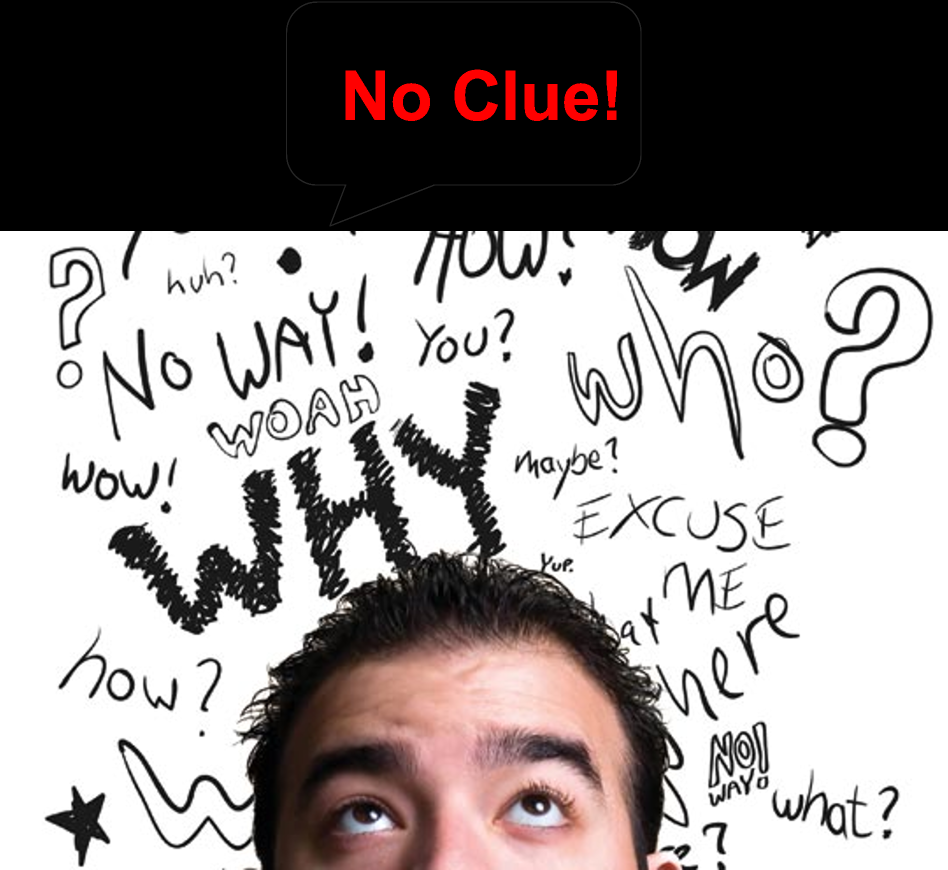 No Clue!
HOW?
huh?
NO WAY!
YOU?
who?
WOAH
WHY
wow!
maybe?
EXCUSE
ME
YUP.
here
how?
NO!
WAY!
what?